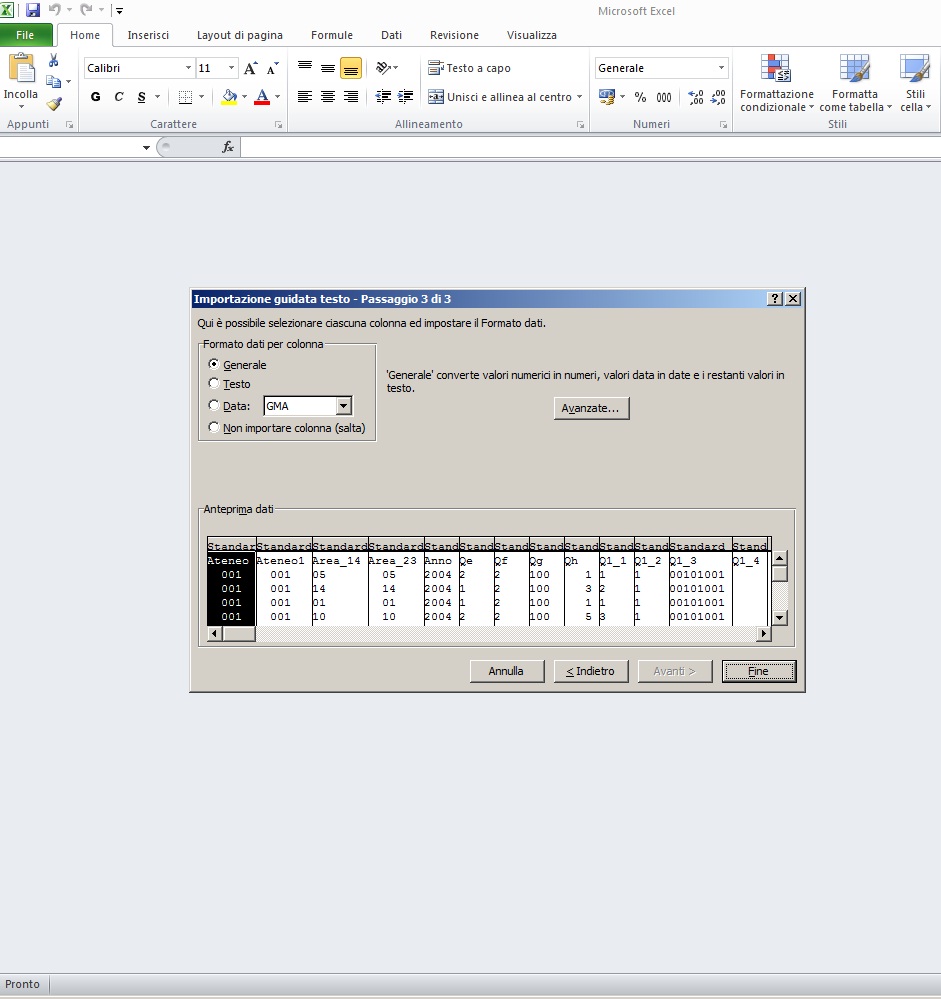 Microsoft Excel
File Home Inserisci Layout di pagina Formule Dati Revisione Visualizza
Calibri 11 A A Testo a capo Generale
Incolla G C S A Unisci e allinea al centro % 000 ,00 ,00 Formattazione condizionale Formatta come tabella Stili cella
Appunti Carattere Allineamento Numeri Stili
fx
Importazione guidata testo - Passaggio 3 di 3
Qui è possibile selezionare ciascuna colonna ed impostare il Formato dati.
Formato dati per colonna
Generale
Testo
Data: GMA
Non importare colonna (salta)
'Generale' converte valori numerici in numeri, valori data in date e i restanti valori in
testo.
Avanzate...
Anteprima dati
Standar Standard Standard Standard Stand Stand Stand Stand Stand Stand Stand Standard Stand
Ateneo Ateneo1 Area_14 Area_23 Anno Qe Qf Qg Qh Q1_1 Q1_2 Q1_3 Q1_4
001 001 05 05 2004 2 2 100 1 1 1 00101001
001 001 14 14 2004 1 2 100 3 2 1 00101001
001 001 01 01 2004 1 2 100 1 1 1 00101001
001 001 10 10 2004 2 2 100 5 3 1 00101001
Annulla < Indietro Avanti > Fine
Pronto